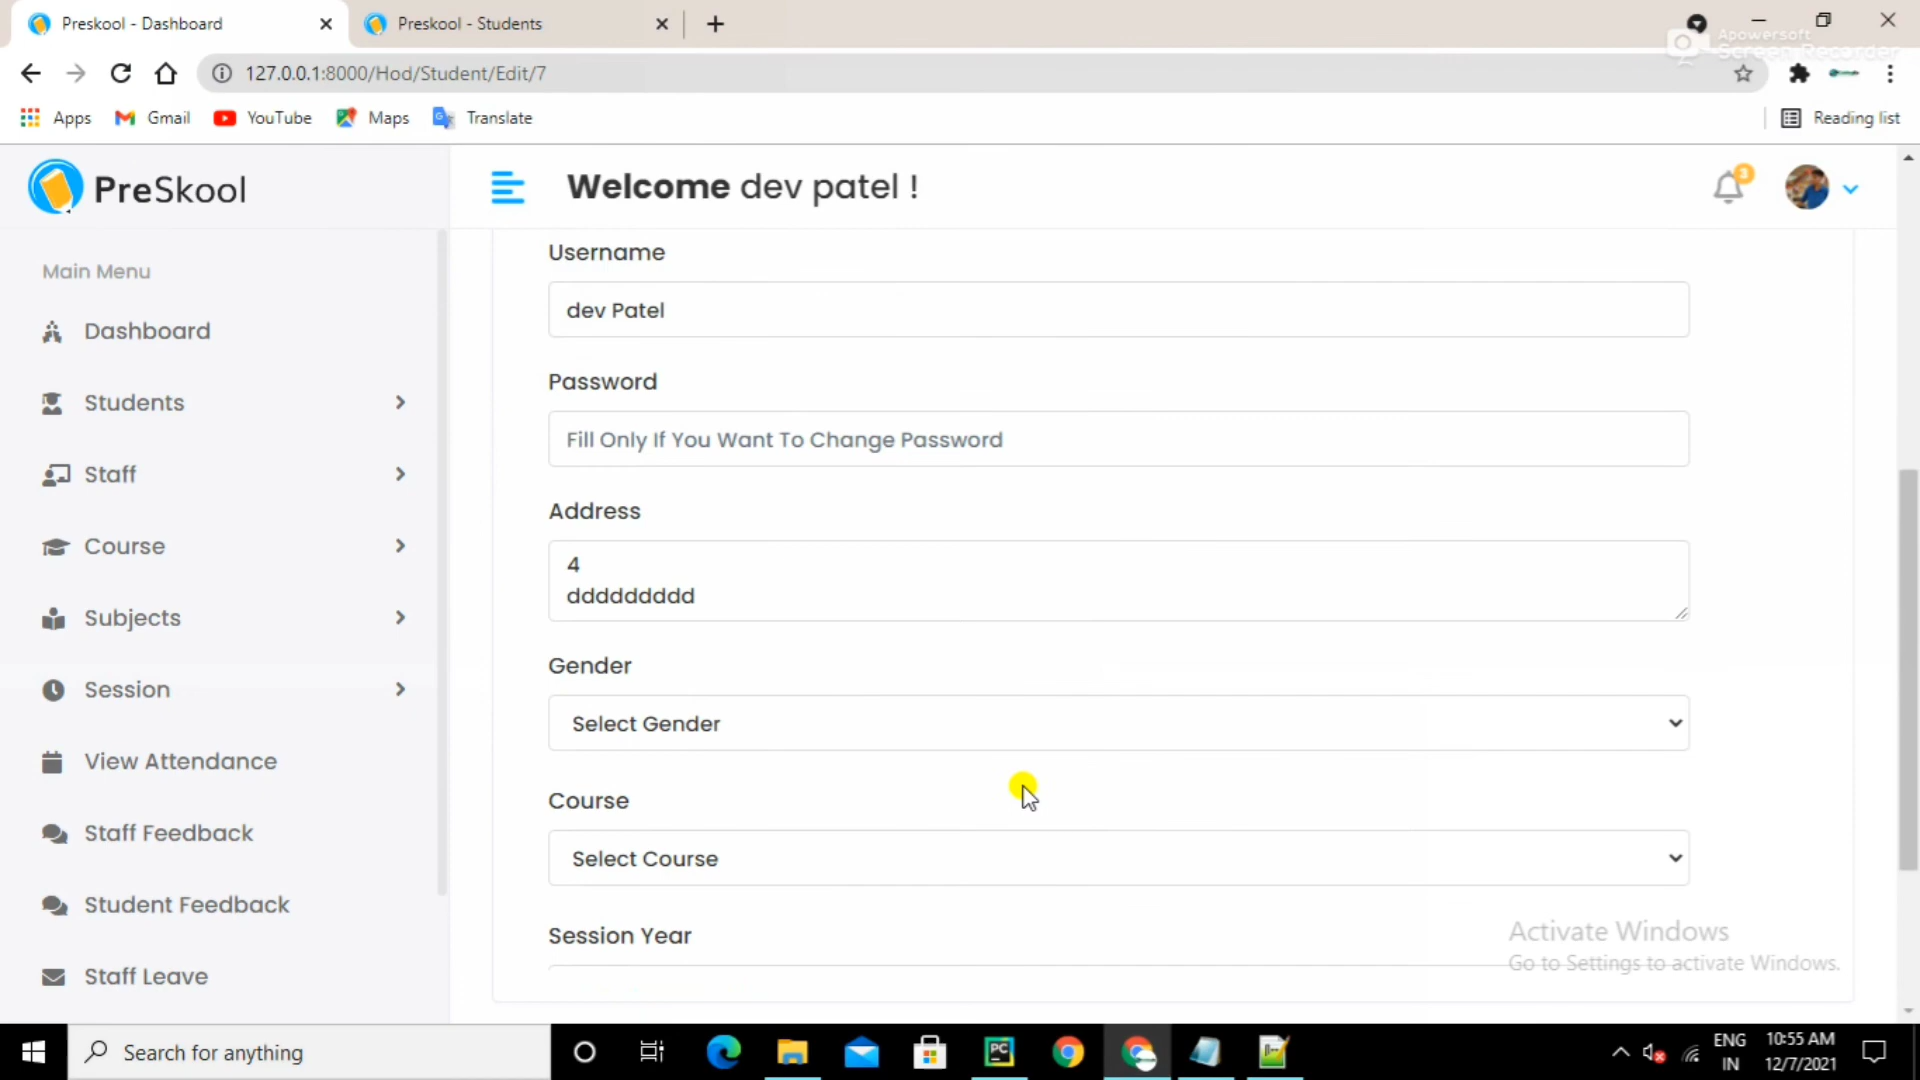 Preskool - Dashboard
Preskool - Students
Apowersoft
Screen Recorder
127.0.0.1:8000/Hod/Student/Edit/7
Apps
Gmail
YouTube
Maps
Translate
Reading list
PreSkool
Welcome dev patel !
3
Main Menu
Dashboard
Students
Staff
Course
Subjects
Session
View Attendance
Staff Feedback
Student Feedback
Staff Leave
Username
dev Patel
Password
Fill Only If You Want To Change Password
Address
4
ddddddddd
Gender
Select Gender
Course
Select Course
Session Year
Activate Windows
Go to Settings to activate Windows.
Search for anything
PC
ENG
IN
10:55 AM
12/7/2021